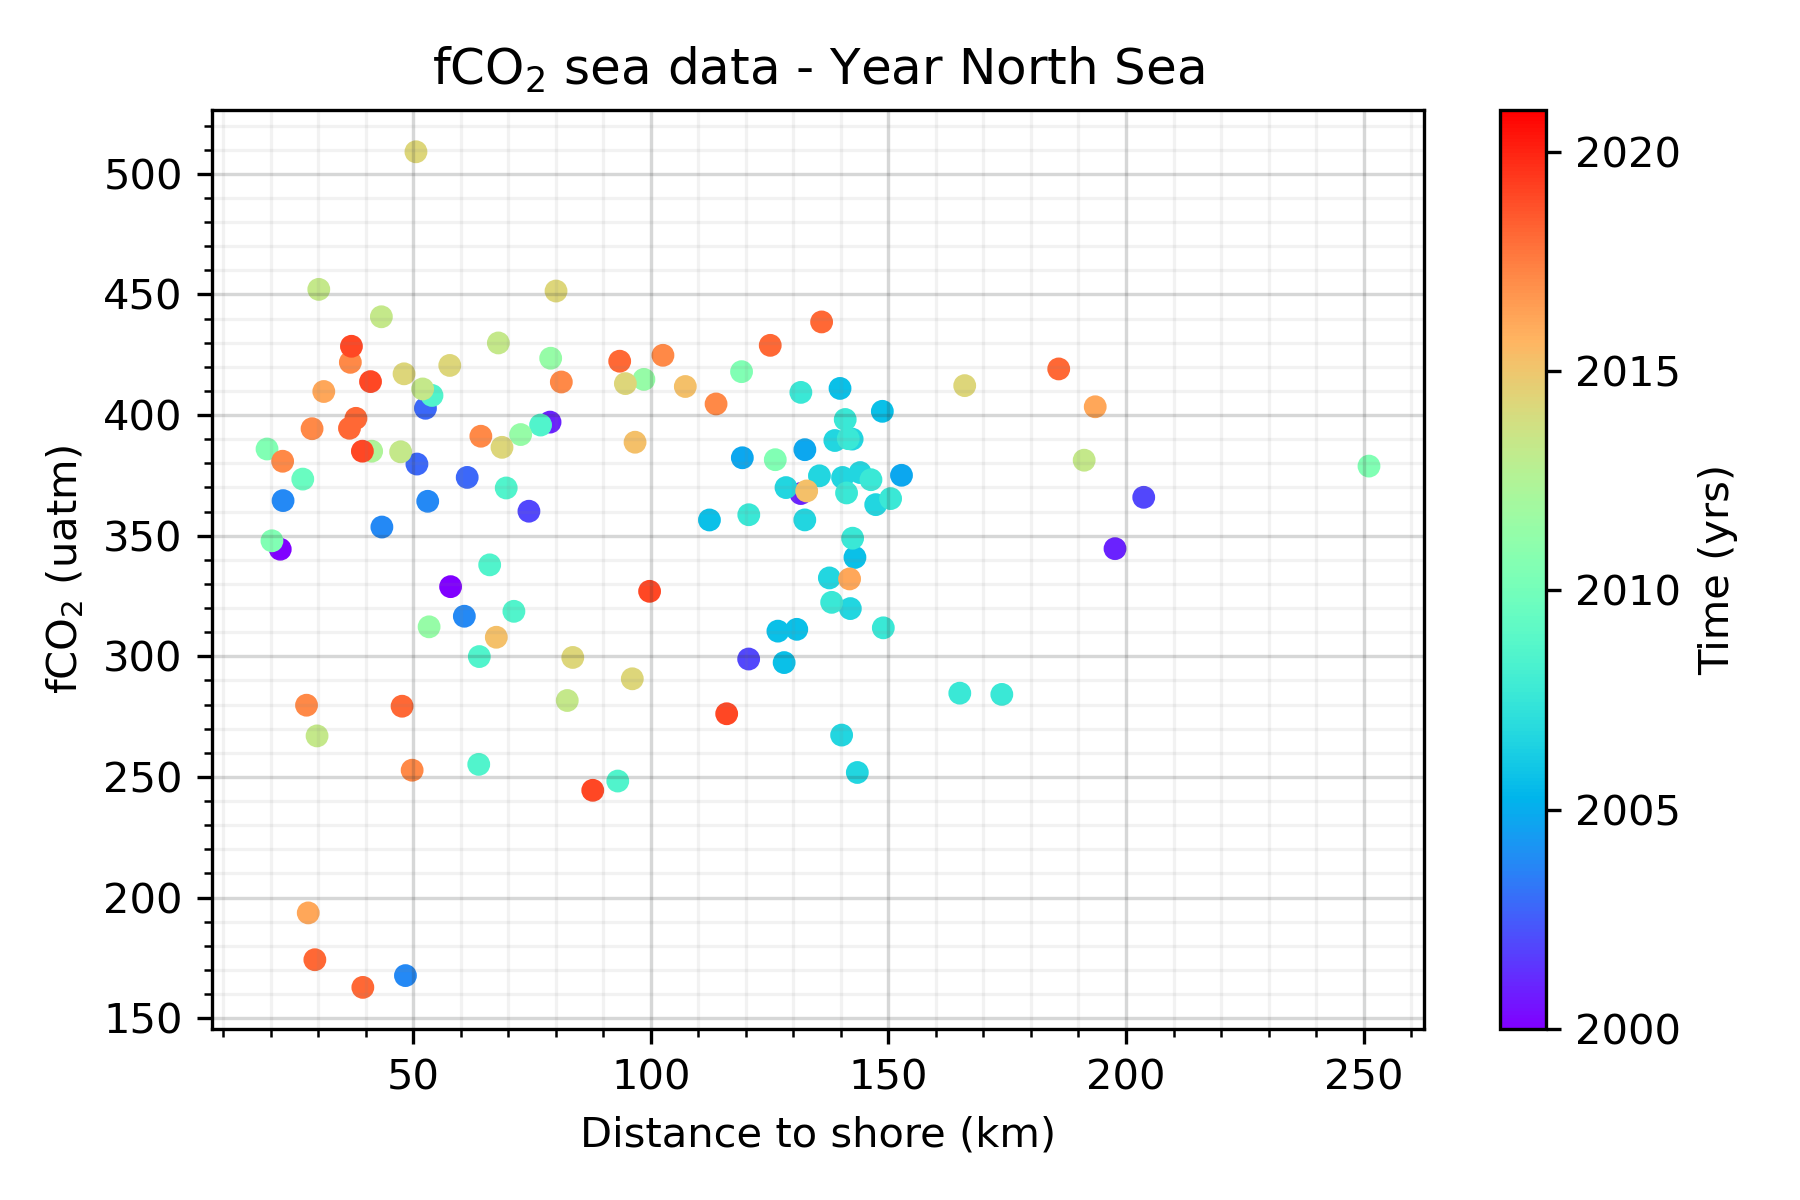 fCO₂ sea data - Year North Sea
fCO₂ (uatm)
500
450
400
350
300
250
200
150
50 100 150 200 250
Distance to shore (km)
2020
2015
2010
2005
2000
Time (yrs)